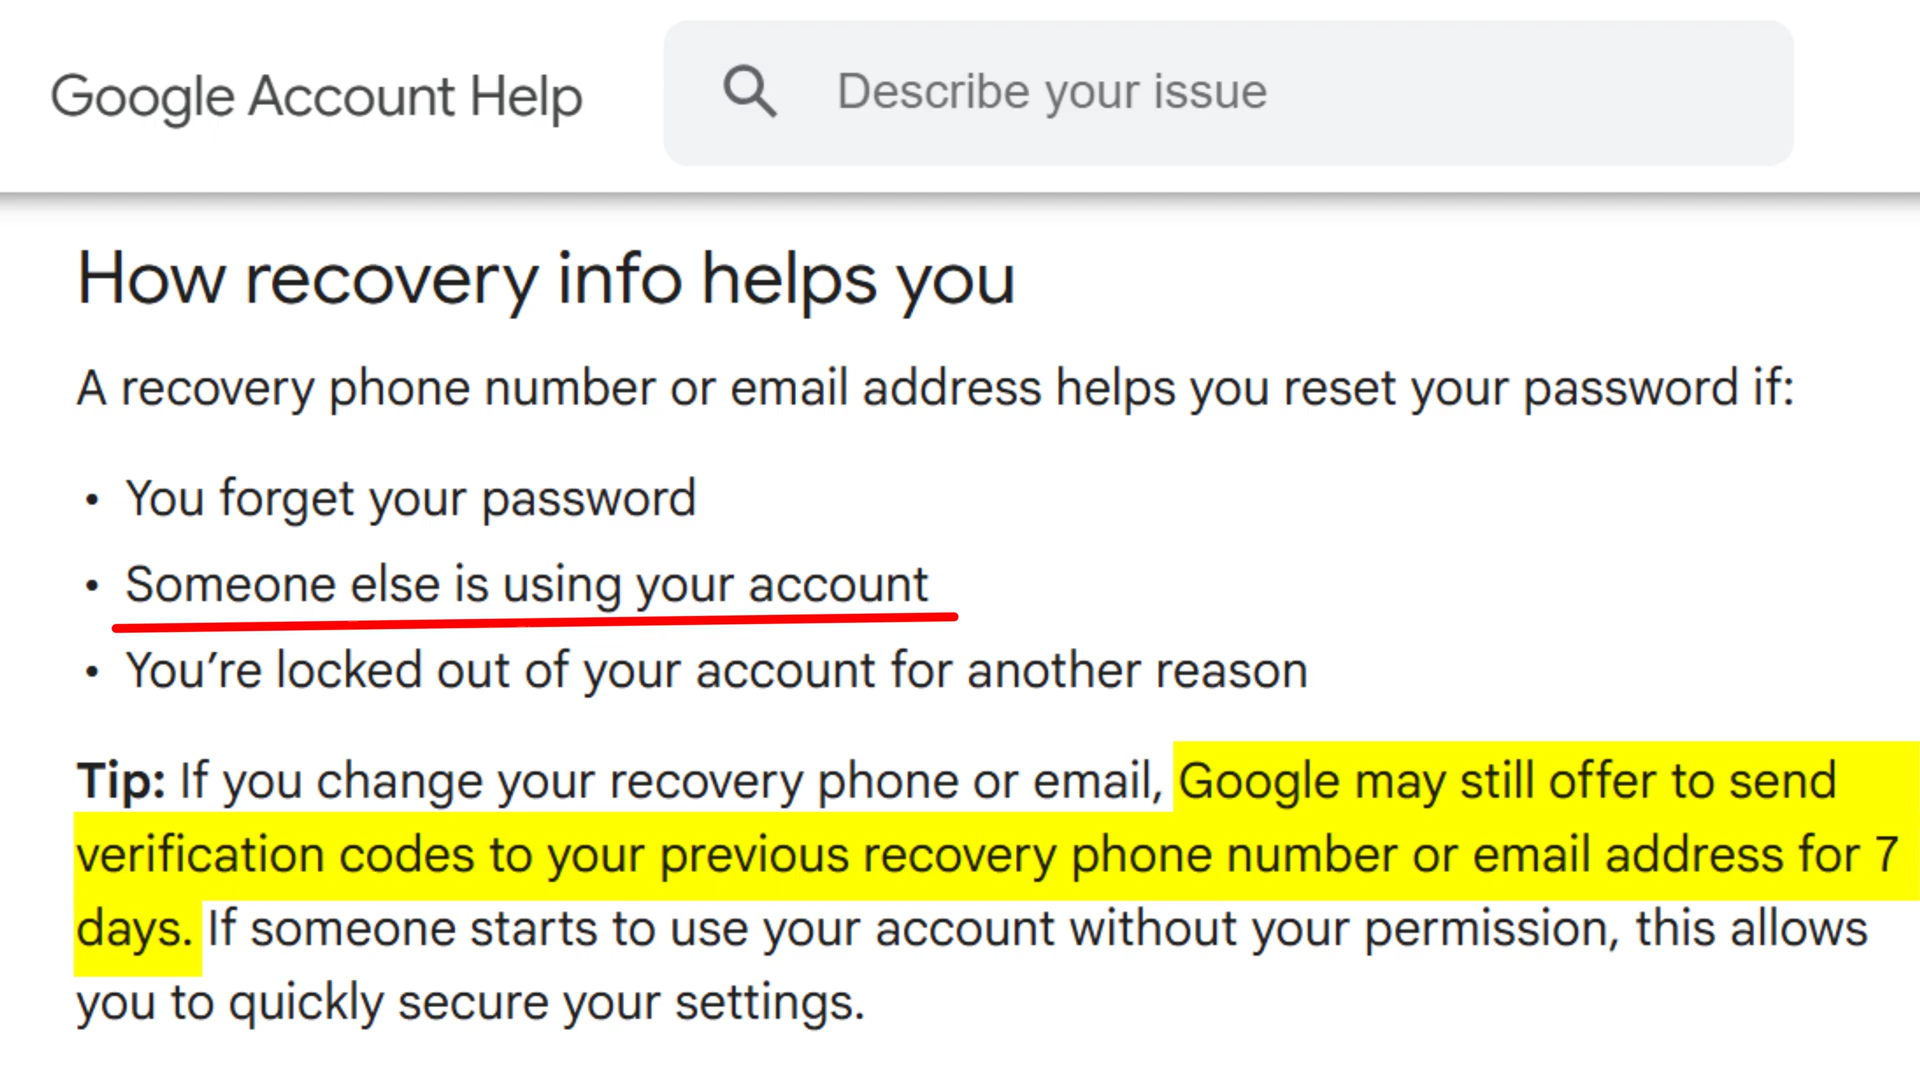 Google Account Help
Describe your issue
How recovery info helps you
A recovery phone number or email address helps you reset your password if:
• You forget your password
• Someone else is using your account
• You’re locked out of your account for another reason
Tip: If you change your recovery phone or email, Google may still offer to send
verification codes to your previous recovery phone number or email address for 7
days. If someone starts to use your account without your permission, this allows
you to quickly secure your settings.